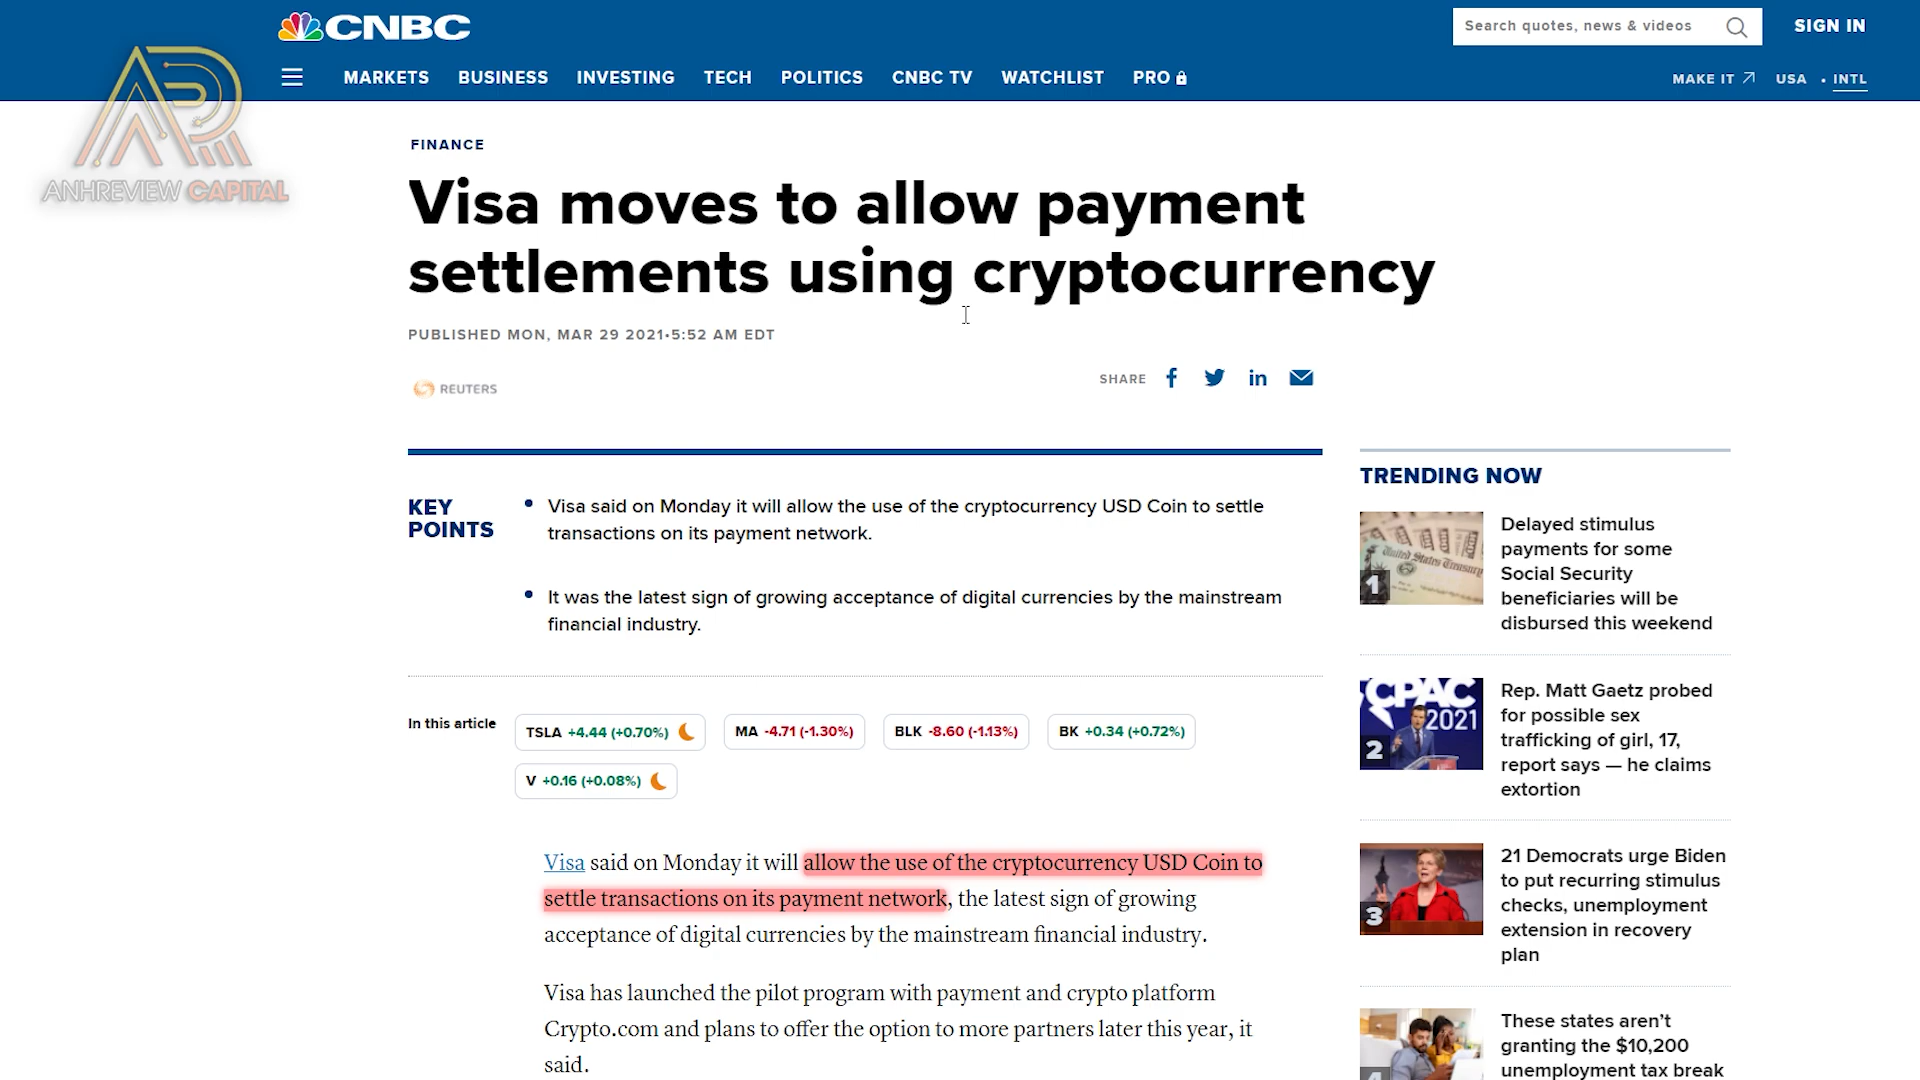 CNBC
Search quotes, news & videos
SIGN IN
MARKETS BUSINESS INVESTING TECH POLITICS CNBC TV WATCHLIST PRO
MAKE IT USA • INTL
ANHREVIEW CAPITAL
FINANCE
Visa moves to allow payment
settlements using cryptocurrency
PUBLISHED MON, MAR 29 2021•5:52 AM EDT
REUTERS
SHARE
KEY
POINTS
• Visa said on Monday it will allow the use of the cryptocurrency USD Coin to settle
transactions on its payment network.
• It was the latest sign of growing acceptance of digital currencies by the mainstream
financial industry.
In this article
TSLA +4.44 (+0.70%)
MA -4.71 (-1.30%)
BLK -8.60 (-1.13%)
BK +0.34 (+0.72%)
V +0.16 (+0.08%)
Visa said on Monday it will allow the use of the cryptocurrency USD Coin to
settle transactions on its payment network, the latest sign of growing
acceptance of digital currencies by the mainstream financial industry.
Visa has launched the pilot program with payment and crypto platform
Crypto.com and plans to offer the option to more partners later this year, it
said.
TRENDING NOW
United States Treasury
1
Delayed stimulus
payments for some
Social Security
beneficiaries will be
disbursed this weekend
CPAC
2021
2
Rep. Matt Gaetz probed
for possible sex
trafficking of girl, 17,
report says — he claims
extortion
3
21 Democrats urge Biden
to put recurring stimulus
checks, unemployment
extension in recovery
plan
4
These states aren't
granting the $10,200
unemployment tax break